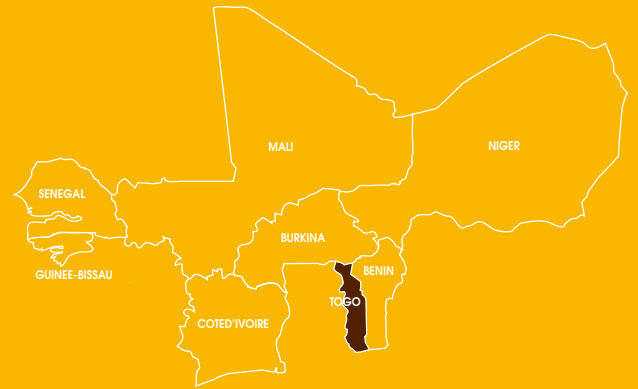 MALI
NIGER
SENEGAL
BURKINA
BENIN
GUINEE-BISSAU
TOGO
COTED'IVOIRE